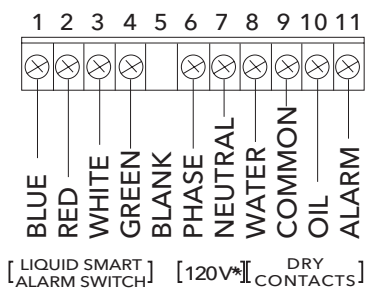 1 2 3 4 5 6 7 8 9 10 11
BLUE
RED
WHITE
GREEN
BLANK
PHASE
NEUTRAL
WATER
COMMON
OIL
ALARM
[LIQUID SMART ALARM SWITCH]
[120V*]
[DRY CONTACTS]